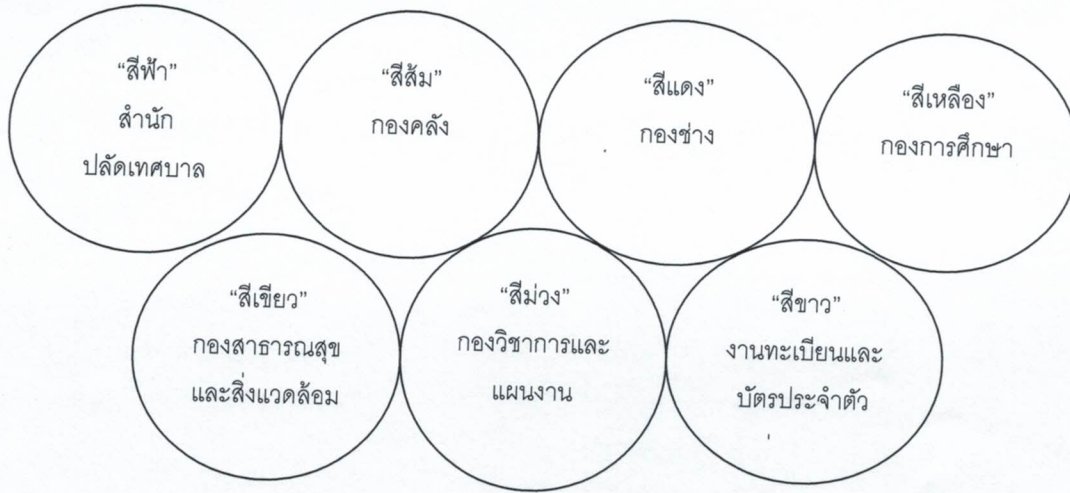 “สีฟ้า”
สำนัก
ปลัดเทศบาล
“สีส้ม”
กองคลัง
“สีแดง”
กองช่าง
“สีเหลือง”
กองการศึกษา
“สีเขียว”
กองสาธารณสุข
และสิ่งแวดล้อม
“สีม่วง”
กองวิชาการและ
แผนงาน
“สีขาว”
งานทะเบียนและ
บัตรประจำตัว